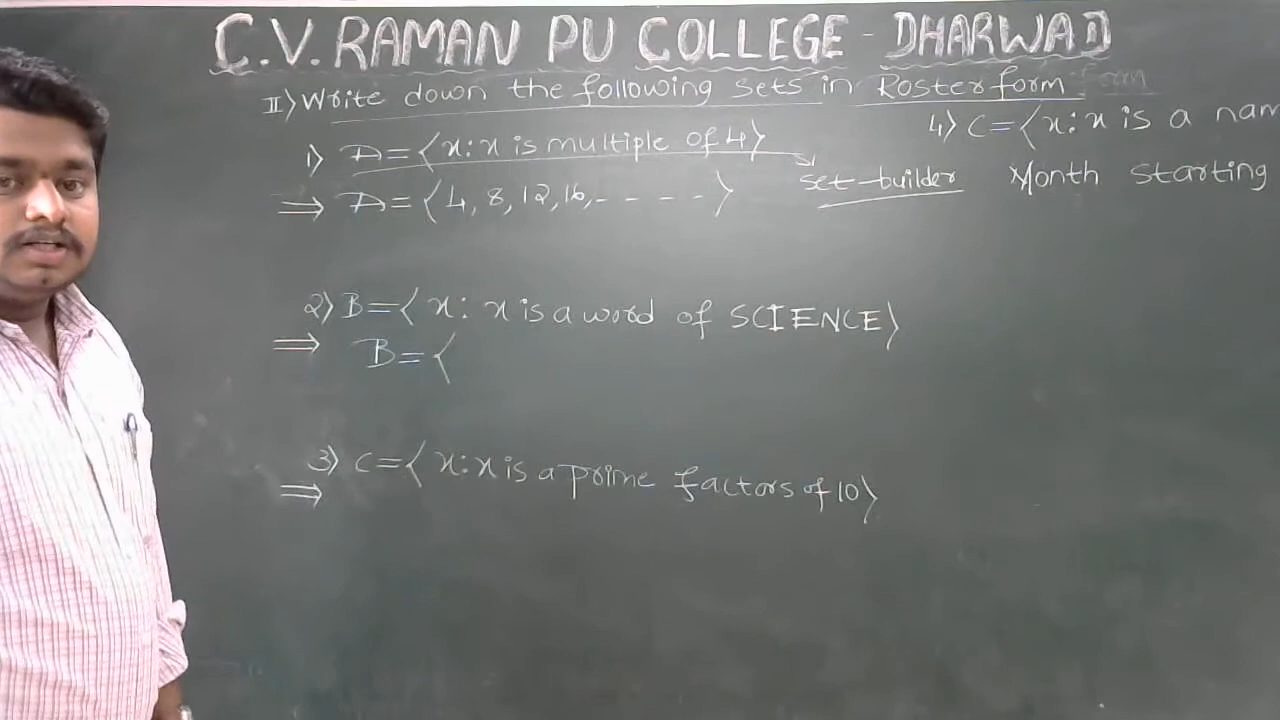 C.V. RAMAN PU COLLEGE - DHARWAD
II) Write down the following sets in Roster form
1) A = {x: x is multiple of 4}
set-builder
⇒ A = {4, 8, 12, 16, - - - - -}
2) B = {x: x is a word of SCIENCE}
⇒ B = {
3) C = {x: x is a prime factors of 10}
⇒
4) C = {x: x is a nam
Month starting